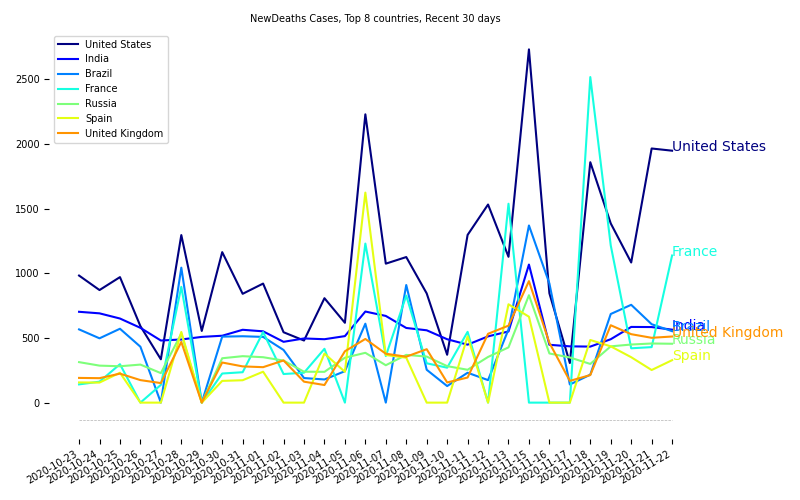 NewDeaths Cases, Top 8 countries, Recent 30 days
United States
India
Brazil
France
Russia
Spain
United Kingdom
2500
2000
1500
1000
500
0
United States
France
India
Brazil
United Kingdom
Russia
Spain
2020-10-23
2020-10-24
2020-10-25
2020-10-26
2020-10-27
2020-10-28
2020-10-29
2020-10-30
2020-10-31
2020-11-01
2020-11-02
2020-11-03
2020-11-04
2020-11-05
2020-11-06
2020-11-07
2020-11-08
2020-11-09
2020-11-10
2020-11-11
2020-11-12
2020-11-13
2020-11-15
2020-11-16
2020-11-17
2020-11-18
2020-11-19
2020-11-20
2020-11-21
2020-11-22